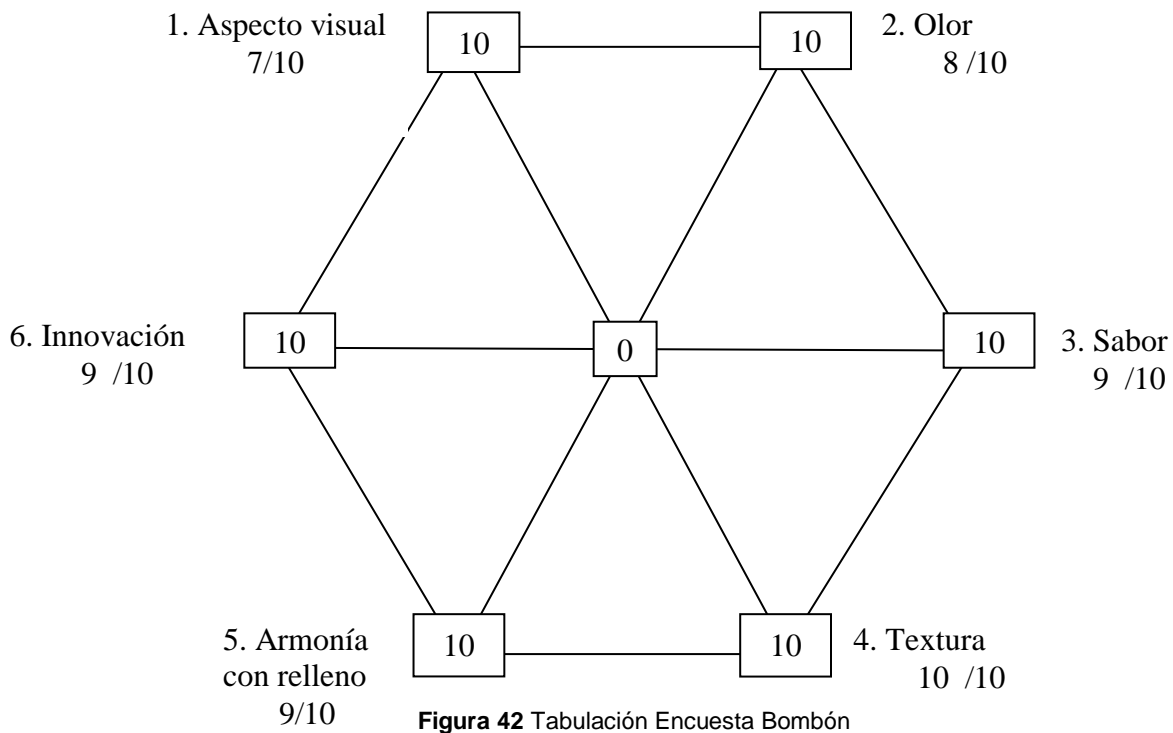 1. Aspecto visual
7/10
10
10
2. Olor
8 /10
6. Innovación
9 /10
10
0
10
3. Sabor
9 /10
5. Armonía
con relleno
9/10
10
10
4. Textura
10 /10
Figura 42 Tabulación Encuesta Bombón